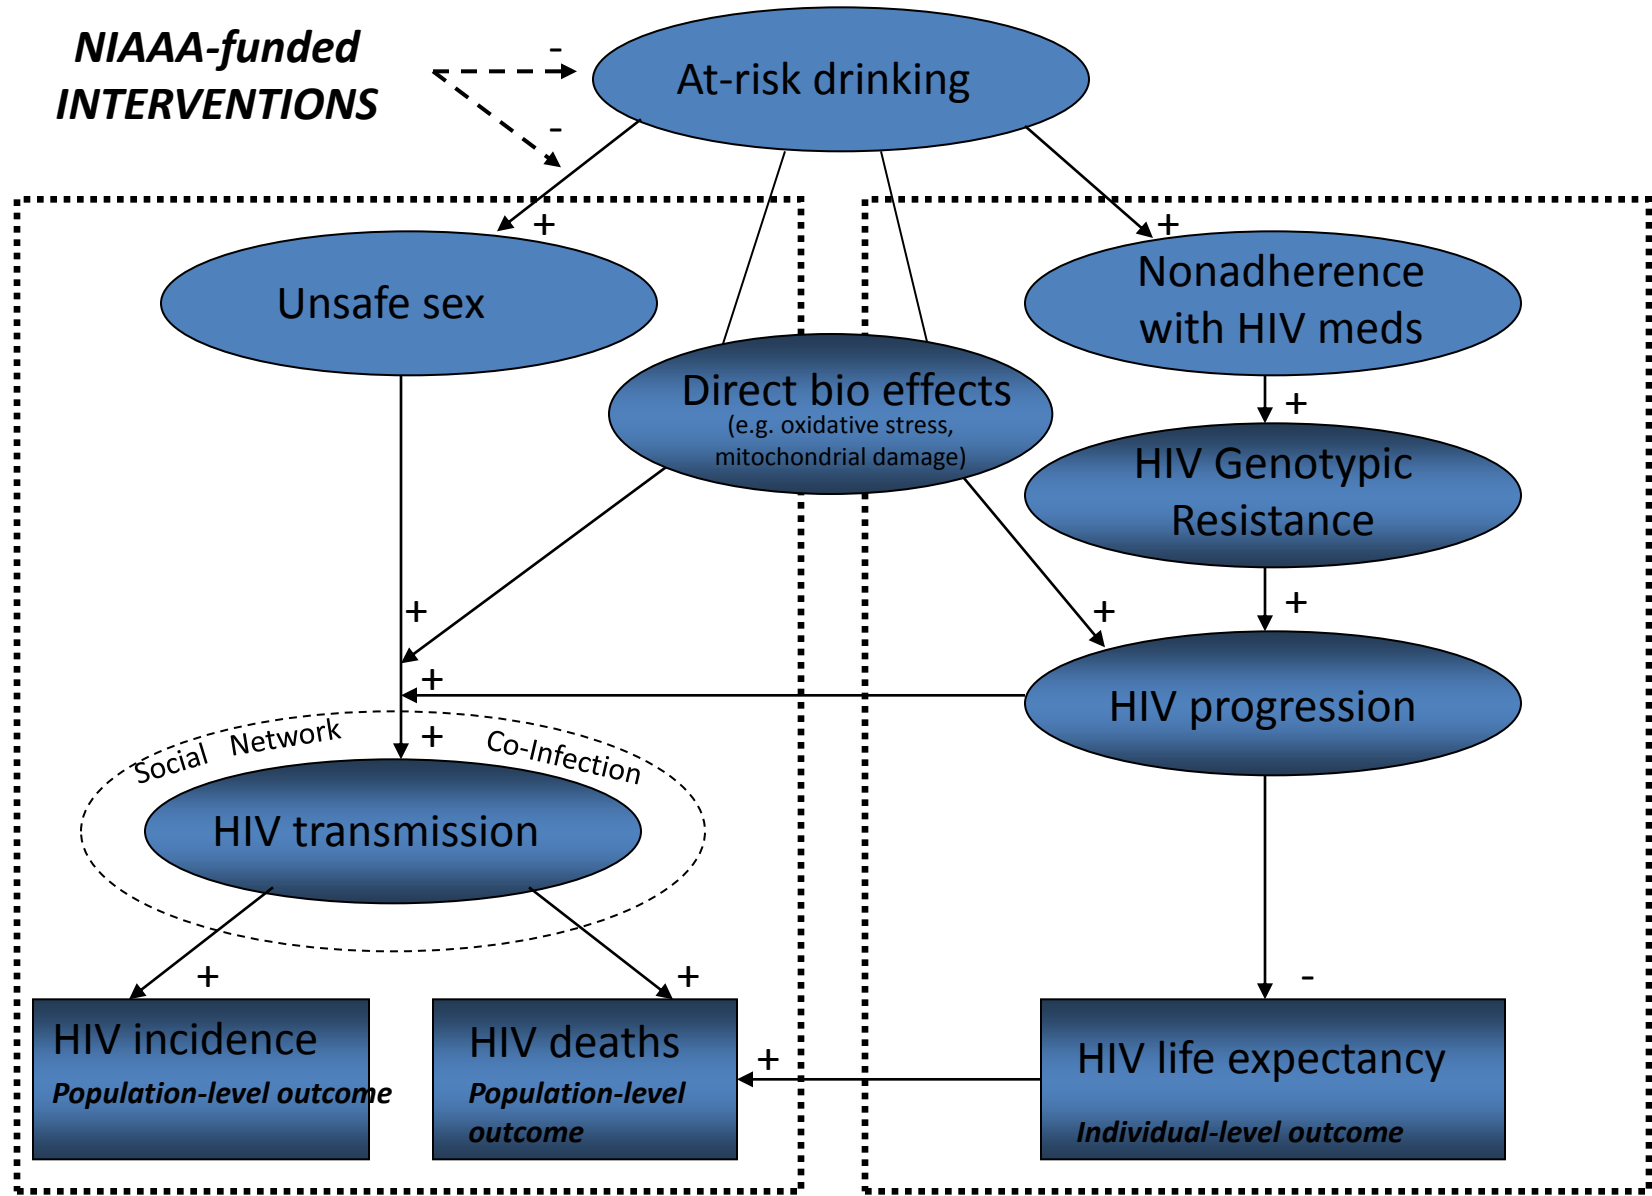 NIAAA-funded
INTERVENTIONS
-
-
At-risk drinking
+
+
Unsafe sex
Nonadherence
with HIV meds
Direct bio effects
(e.g. oxidative stress,
mitochondrial damage)
+
HIV Genotypic
Resistance
+
+
+
+
HIV progression
Social Network
+
Co-Infection
HIV transmission
+
+
-
HIV incidence
Population-level outcome
HIV deaths
Population-level
outcome
+
HIV life expectancy
Individual-level outcome